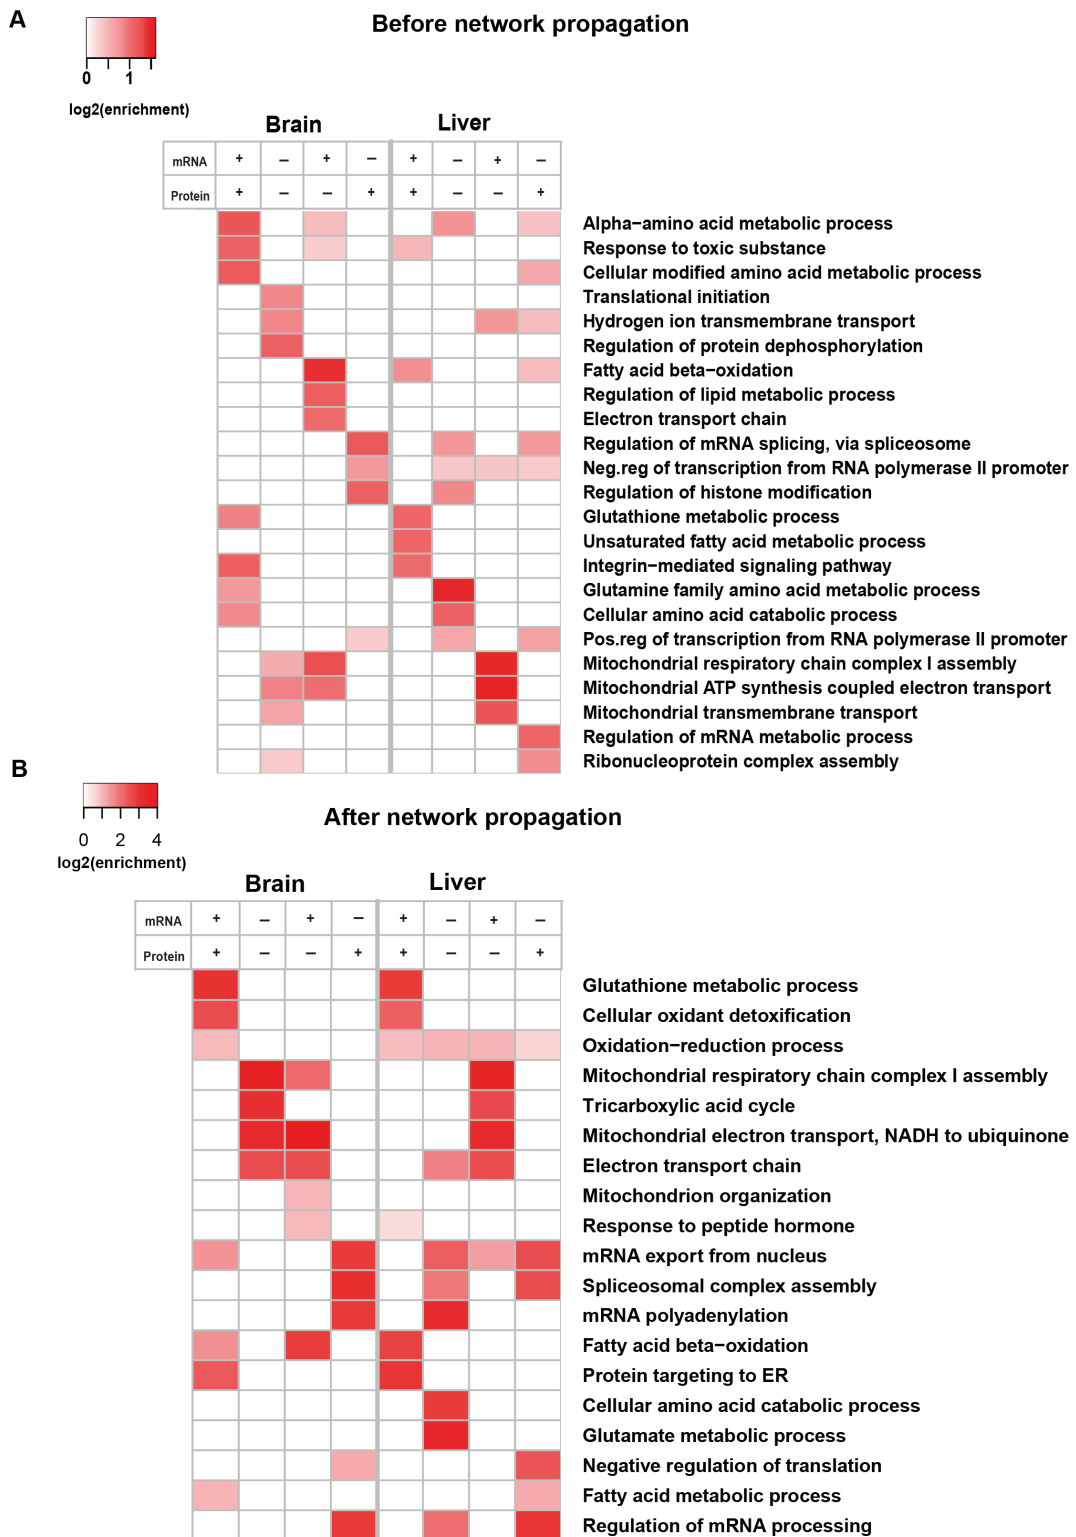 A
Before network propagation
0 1
log2(enrichment)
Brain Liver
mRNA + − + − + − + −
Protein + − − + + − − +
Alpha−amino acid metabolic process
Response to toxic substance
Cellular modified amino acid metabolic process
Translational initiation
Hydrogen ion transmembrane transport
Regulation of protein dephosphorylation
Fatty acid beta−oxidation
Regulation of lipid metabolic process
Electron transport chain
Regulation of mRNA splicing, via spliceosome
Neg.reg of transcription from RNA polymerase II promoter
Regulation of histone modification
Glutathione metabolic process
Unsaturated fatty acid metabolic process
Integrin−mediated signaling pathway
Glutamine family amino acid metabolic process
Cellular amino acid catabolic process
Pos.reg of transcription from RNA polymerase II promoter
Mitochondrial respiratory chain complex I assembly
Mitochondrial ATP synthesis coupled electron transport
Mitochondrial transmembrane transport
Regulation of mRNA metabolic process
Ribonucleoprotein complex assembly
B
After network propagation
0 2 4
log2(enrichment)
Brain Liver
mRNA + − + − + − + −
Protein + − − + + − − +
Glutathione metabolic process
Cellular oxidant detoxification
Oxidation−reduction process
Mitochondrial respiratory chain complex I assembly
Tricarboxylic acid cycle
Mitochondrial electron transport, NADH to ubiquinone
Electron transport chain
Mitochondrion organization
Response to peptide hormone
mRNA export from nucleus
Spliceosomal complex assembly
mRNA polyadenylation
Fatty acid beta−oxidation
Protein targeting to ER
Cellular amino acid catabolic process
Glutamate metabolic process
Negative regulation of translation
Fatty acid metabolic process
Regulation of mRNA processing